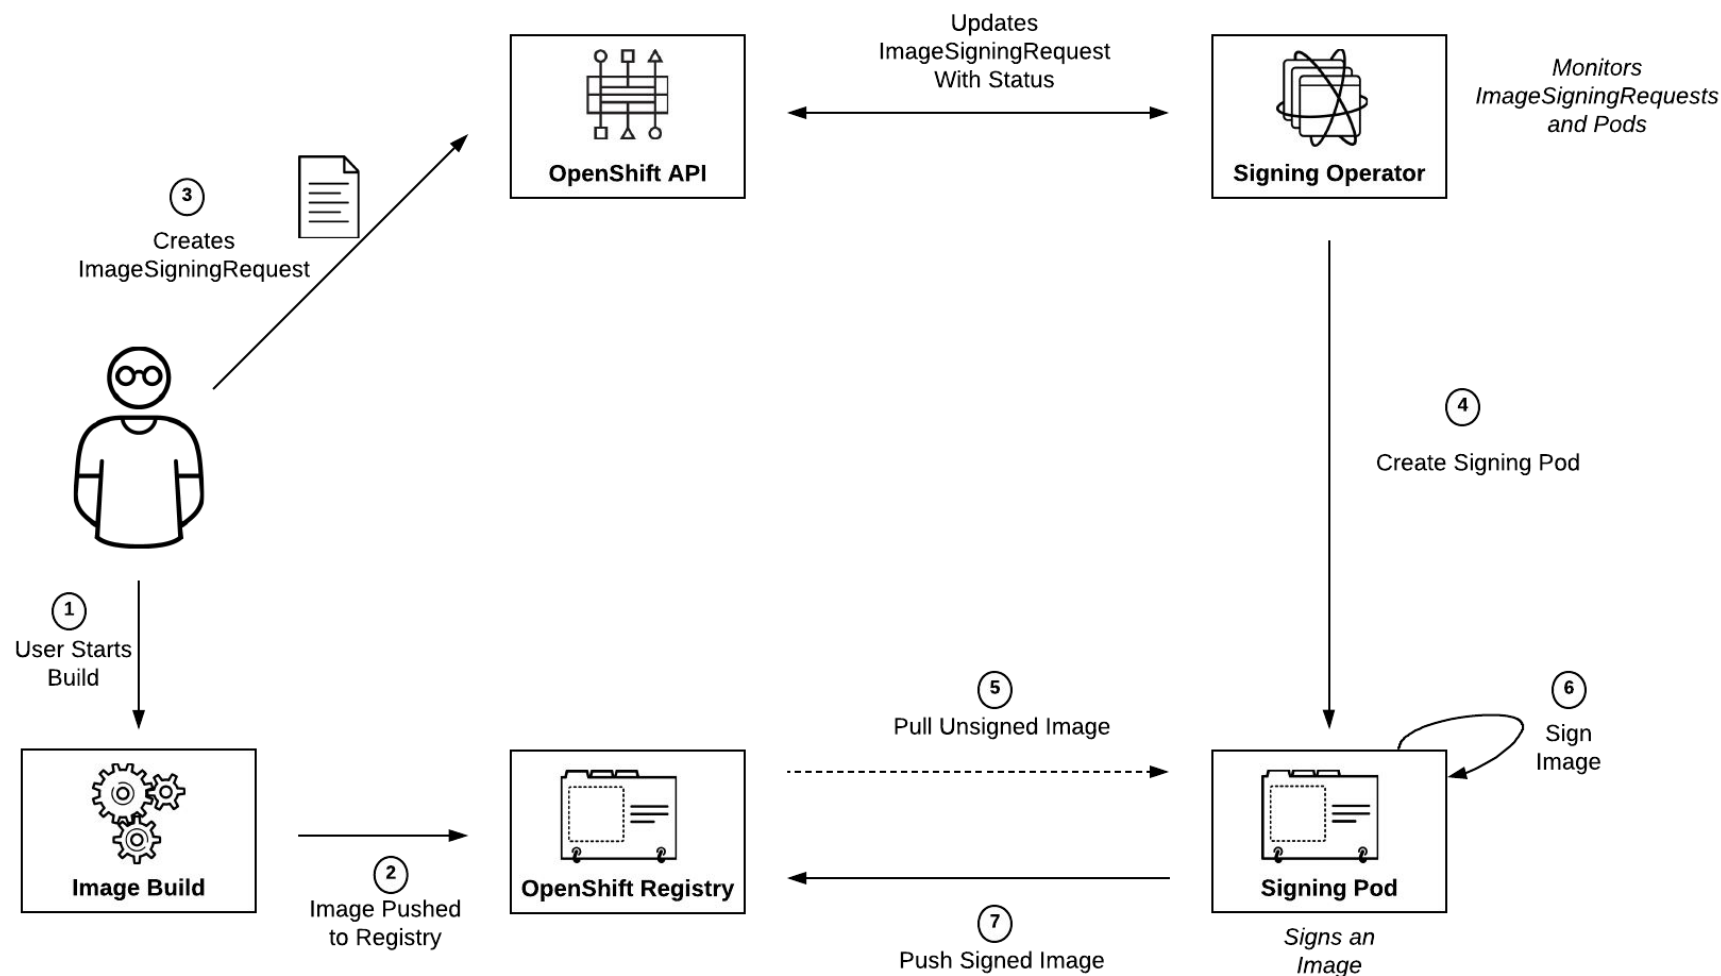 Updates
ImageSigningRequest
With Status
OpenShift API
Signing Operator
Monitors
ImageSigningRequests
and Pods
3
Creates
ImageSigningRequest
4
Create Signing Pod
1
User Starts
Build
Image Build
2
Image Pushed
to Registry
OpenShift Registry
5
Pull Unsigned Image
6
Sign
Image
Signing Pod
Signs an
Image
7
Push Signed Image